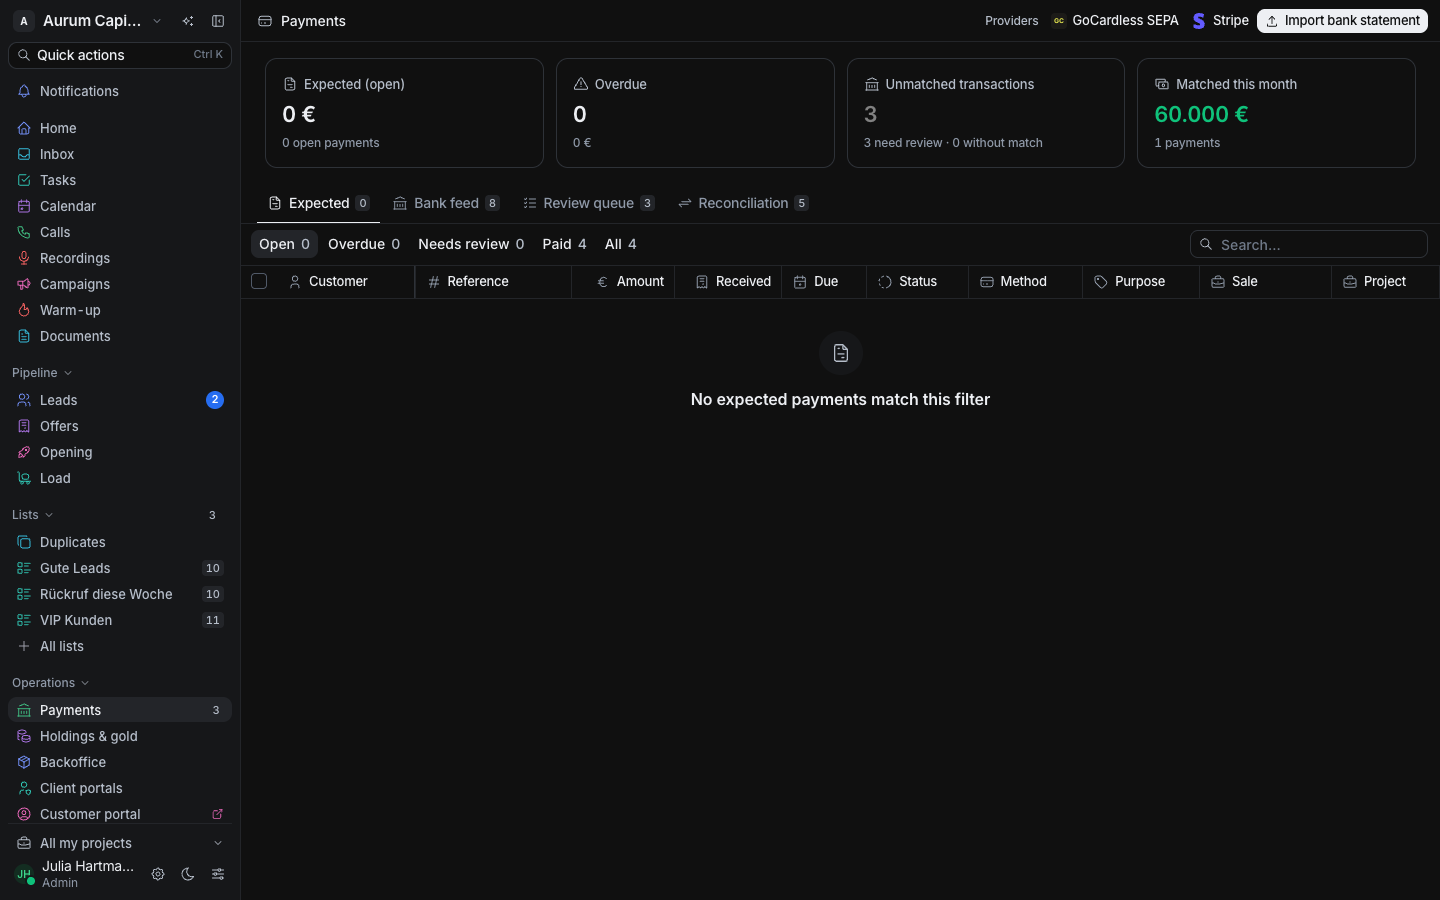 A Aurum Capi...
Quick actions Ctrl K
Notifications
Home
Inbox
Tasks
Calendar
Calls
Recordings
Campaigns
Warm-up
Documents
Pipeline
Leads 2
Offers
Opening
Load
Lists 3
Duplicates
Gute Leads 10
Rückruf diese Woche 10
VIP Kunden 11
All lists
Operations
Payments 3
Holdings & gold
Backoffice
Client portals
Customer portal
All my projects
JH Julia Hartma...
Admin
Payments
Providers GC GoCardless SEPA Stripe Import bank statement
Expected (open)
0 €
0 open payments
Overdue
0
0 €
Unmatched transactions
3
3 need review · 0 without match
Matched this month
60.000 €
1 payments
Expected 0 Bank feed 8 Review queue 3 Reconciliation 5
Open 0 Overdue 0 Needs review 0 Paid 4 All 4 Search...
Customer Reference Amount Received Due Status Method Purpose Sale Project
No expected payments match this filter